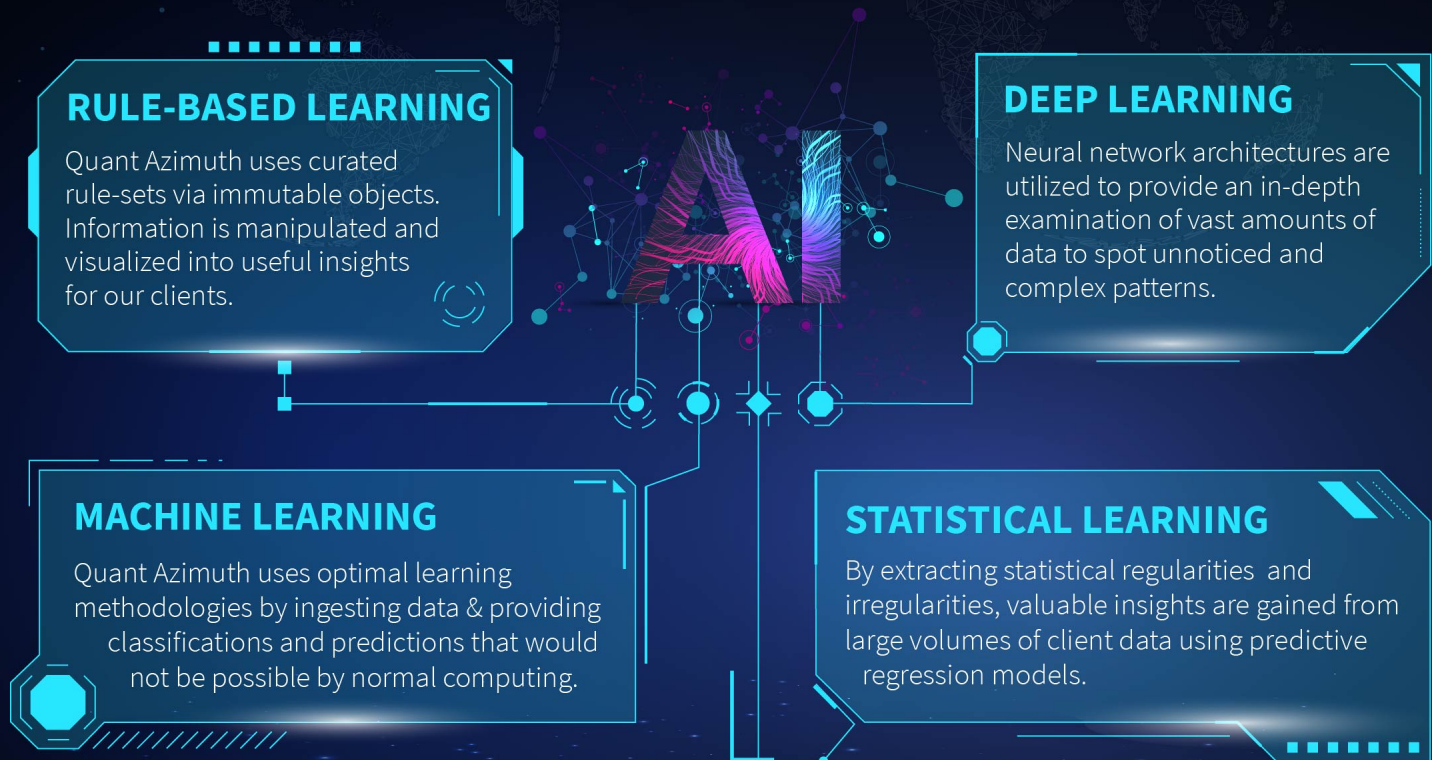 RULE-BASED LEARNING
Quant Azimuth uses curated
rule-sets via immutable objects.
Information is manipulated and
visualized into useful insights
for our clients.
AI
DEEP LEARNING
Neural network architectures are
utilized to provide an in-depth
examination of vast amounts of
data to spot unnoticed and
complex patterns.
MACHINE LEARNING
Quant Azimuth uses optimal learning
methodologies by ingesting data & providing
classifications and predictions that would
not be possible by normal computing.
STATISTICAL LEARNING
By extracting statistical regularities  and
irregularities, valuable insights are gained from
large volumes of client data using predictive
regression models.